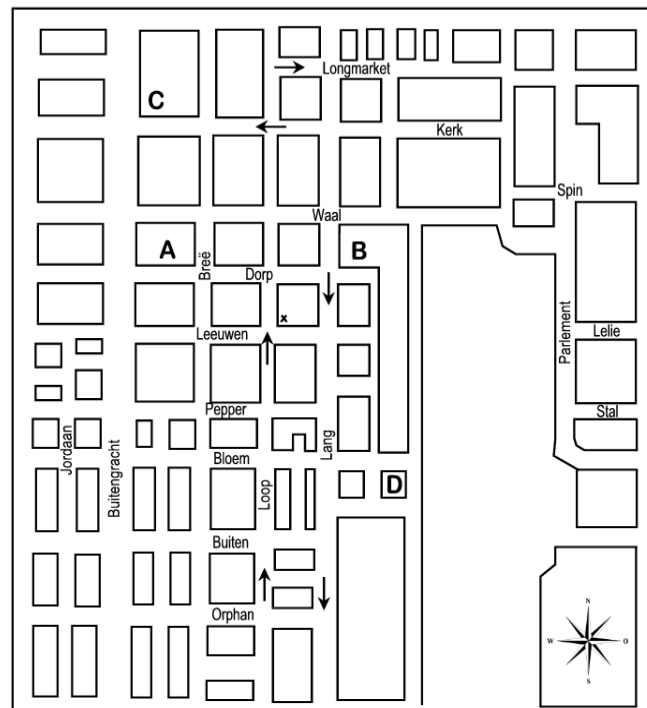 Longmarket
C
Kerk
Spin
Waal
A
B
Breë
Dorp
Parlement
x
Leeuwen
Lelie
Pepper
Stal
Jordaan
Buitengracht
Lang
Bloem
Loop
D
Buiten
Orphan
N
W
O
S